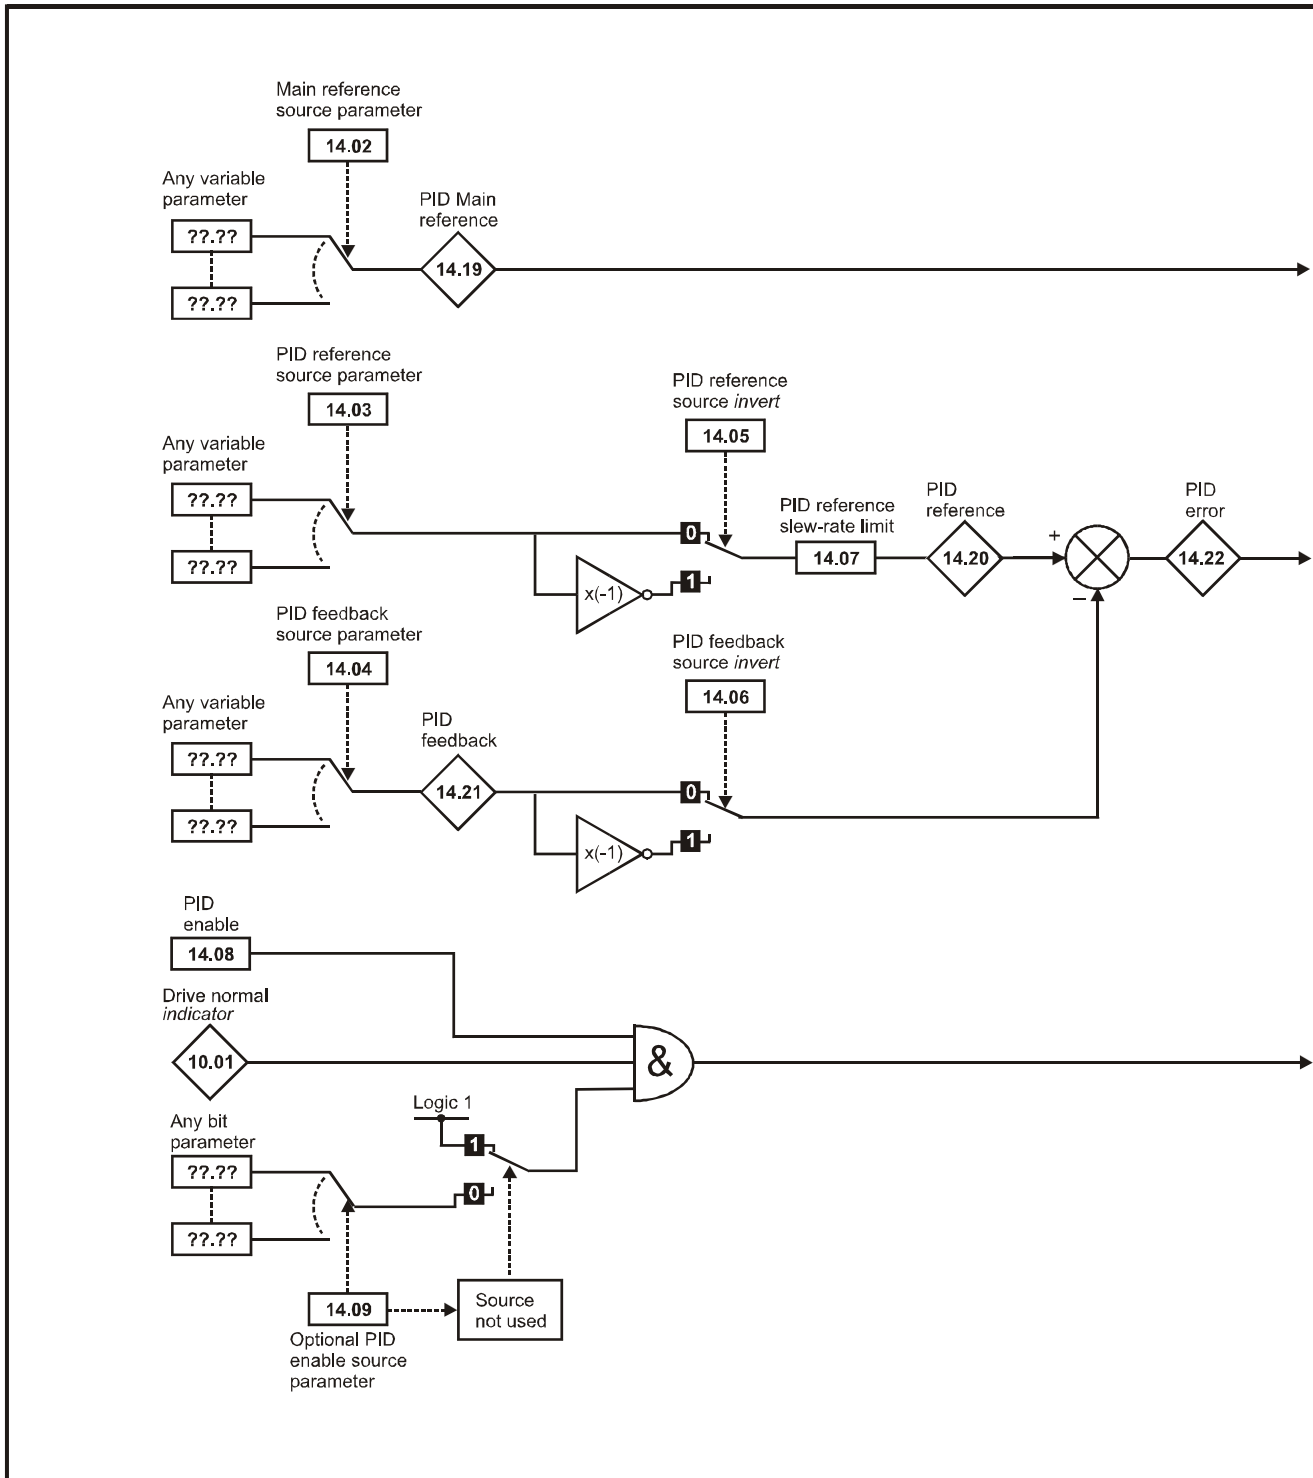 Main reference
source parameter
14.02
Any variable
parameter
??.??
??.??
PID Main
reference
14.19
PID reference
source parameter
14.03
Any variable
parameter
??.??
??.??
x(-1)
PID reference
source invert
14.05
0
1
PID reference
slew-rate limit
14.07
PID
reference
14.20
+
–
PID
error
14.22
PID feedback
source parameter
14.04
Any variable
parameter
??.??
??.??
PID
feedback
14.21
x(-1)
PID feedback
source invert
14.06
0
1
PID
enable
14.08
Drive normal
indicator
10.01
&
Logic 1
1
0
Any bit
parameter
??.??
??.??
14.09
Optional PID
enable source
parameter
Source
not used